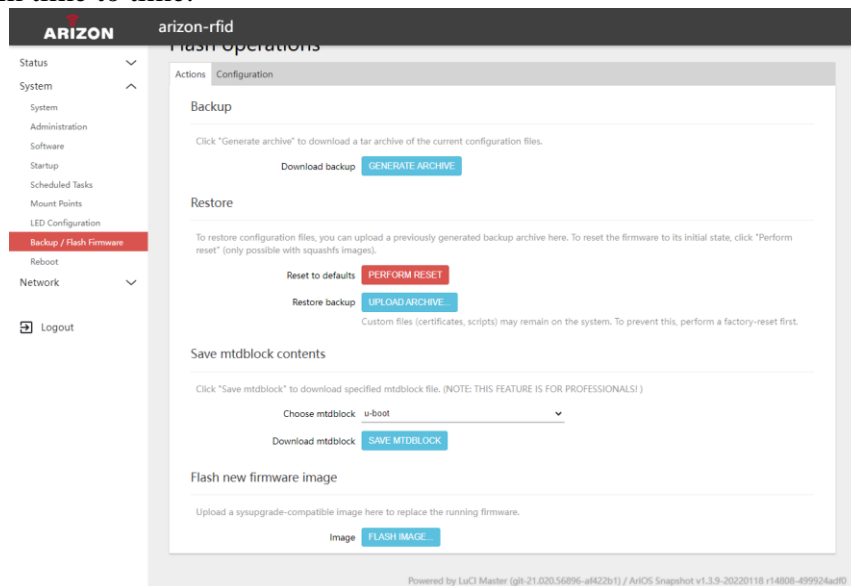 ARIZON
arizon-rfid
Flash operations
Status
System
System
Administration
Software
Startup
Scheduled Tasks
Mount Points
LED Configuration
Backup / Flash Firmware
Reboot
Network
Logout
Actions Configuration
Backup
Click "Generate archive" to download a tar archive of the current configuration files.
Download backup GENERATE ARCHIVE
Restore
To restore configuration files, you can upload a previously generated backup archive here. To reset the firmware to its initial state, click "Perform
reset" (only possible with squashfs images).
Reset to defaults PERFORM RESET
Restore backup UPLOAD ARCHIVE...
Custom files (certificates, scripts) may remain on the system. To prevent this, perform a factory-reset first.
Save mtdblock contents
Click "Save mtdblock" to download specified mtdblock file. (NOTE: THIS FEATURE IS FOR PROFESSIONALS! )
Choose mtdblock u-boot
Download mtdblock SAVE MTDBLOCK
Flash new firmware image
Upload a sysupgrade-compatible image here to replace the running firmware.
Image FLASH IMAGE...
Powered by LuCI Master (git-21.020.56896-af422b1) / AriOS Snapshot v1.3.9-20220118 r14808-499924adf0